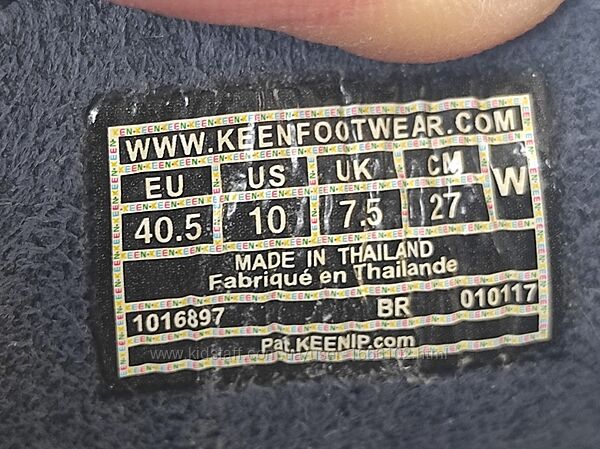 WWW.KEENFOOTWEAR.COM
EU US UK CM W
40.5 10 7.5 27
MADE IN THAILAND
Fabriqué en Thaïlande
1016897 BR 010117
Pat.KEENIP.com